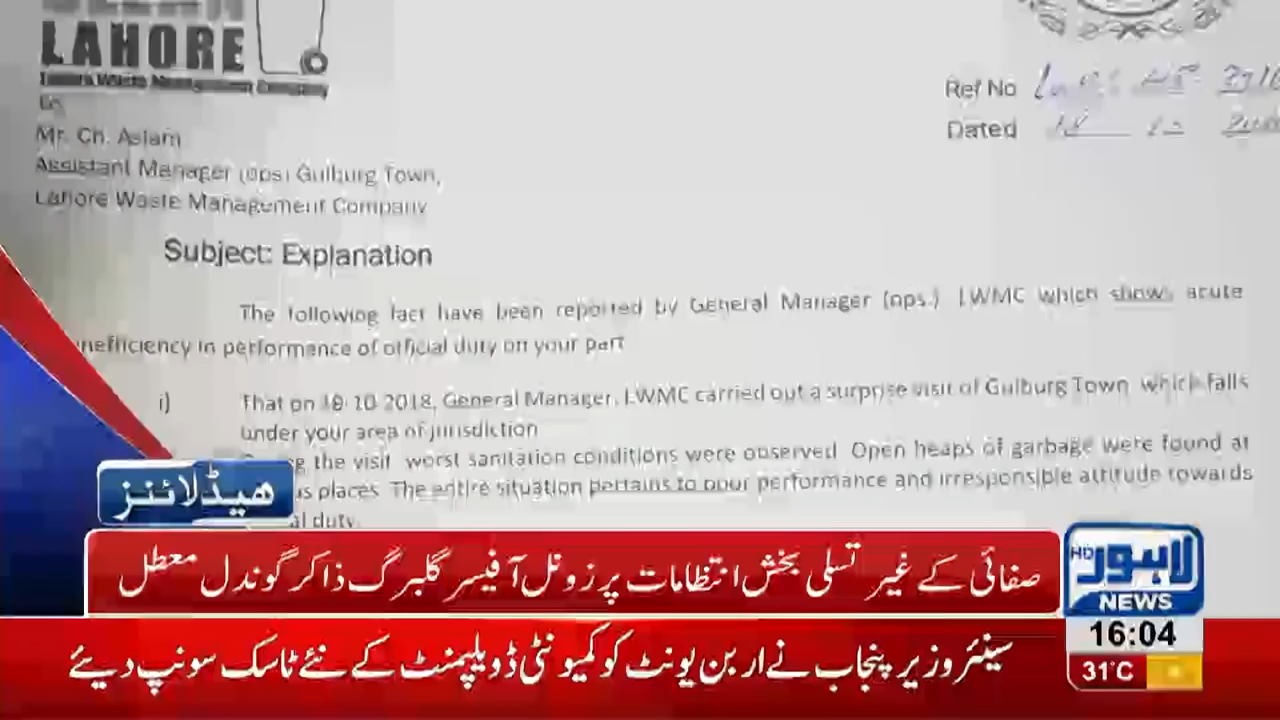 LAHORE
Lahore Waste Management Company
To,
Mr. Ch. Aslam
Assistant Manager (ops) Gulburg Town,
Lahore Waste Management Company
Ref No
Dated
Subject: Explanation
The following fact have been reported by General Manager (ops.) LWMC which shows acute
inefficiency in performance of official duty on your part
i) That on 18-10-2018, General Manager, LWMC carried out a surprise visit of Gulburg Town which falls
under your area of jurisdiction
the visit worst sanitation conditions were observed Open heaps of garbage were found at
places. The entire situation pertains to poor performance and irresponsible attitude towards
duty.
ھیڈلائنز
صفائی کے غیر تسلی بخش انتظامات پر زونل آفیسر گلبرگ ذاکر گوندل معطل
سینئر وزیر پنجاب نے اربن یونٹ کو کمیونٹی ڈویلپمنٹ کے نئے ٹاسک سونپ دیئے
لاہور HD
NEWS
16:04
31°C